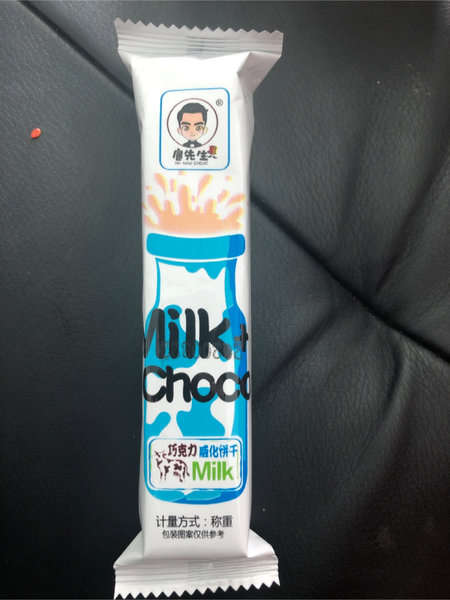 ®
先生
Milk+
Choco
巧克力 威化饼干
Milk
计量方式：称重
包装图案仅供参考